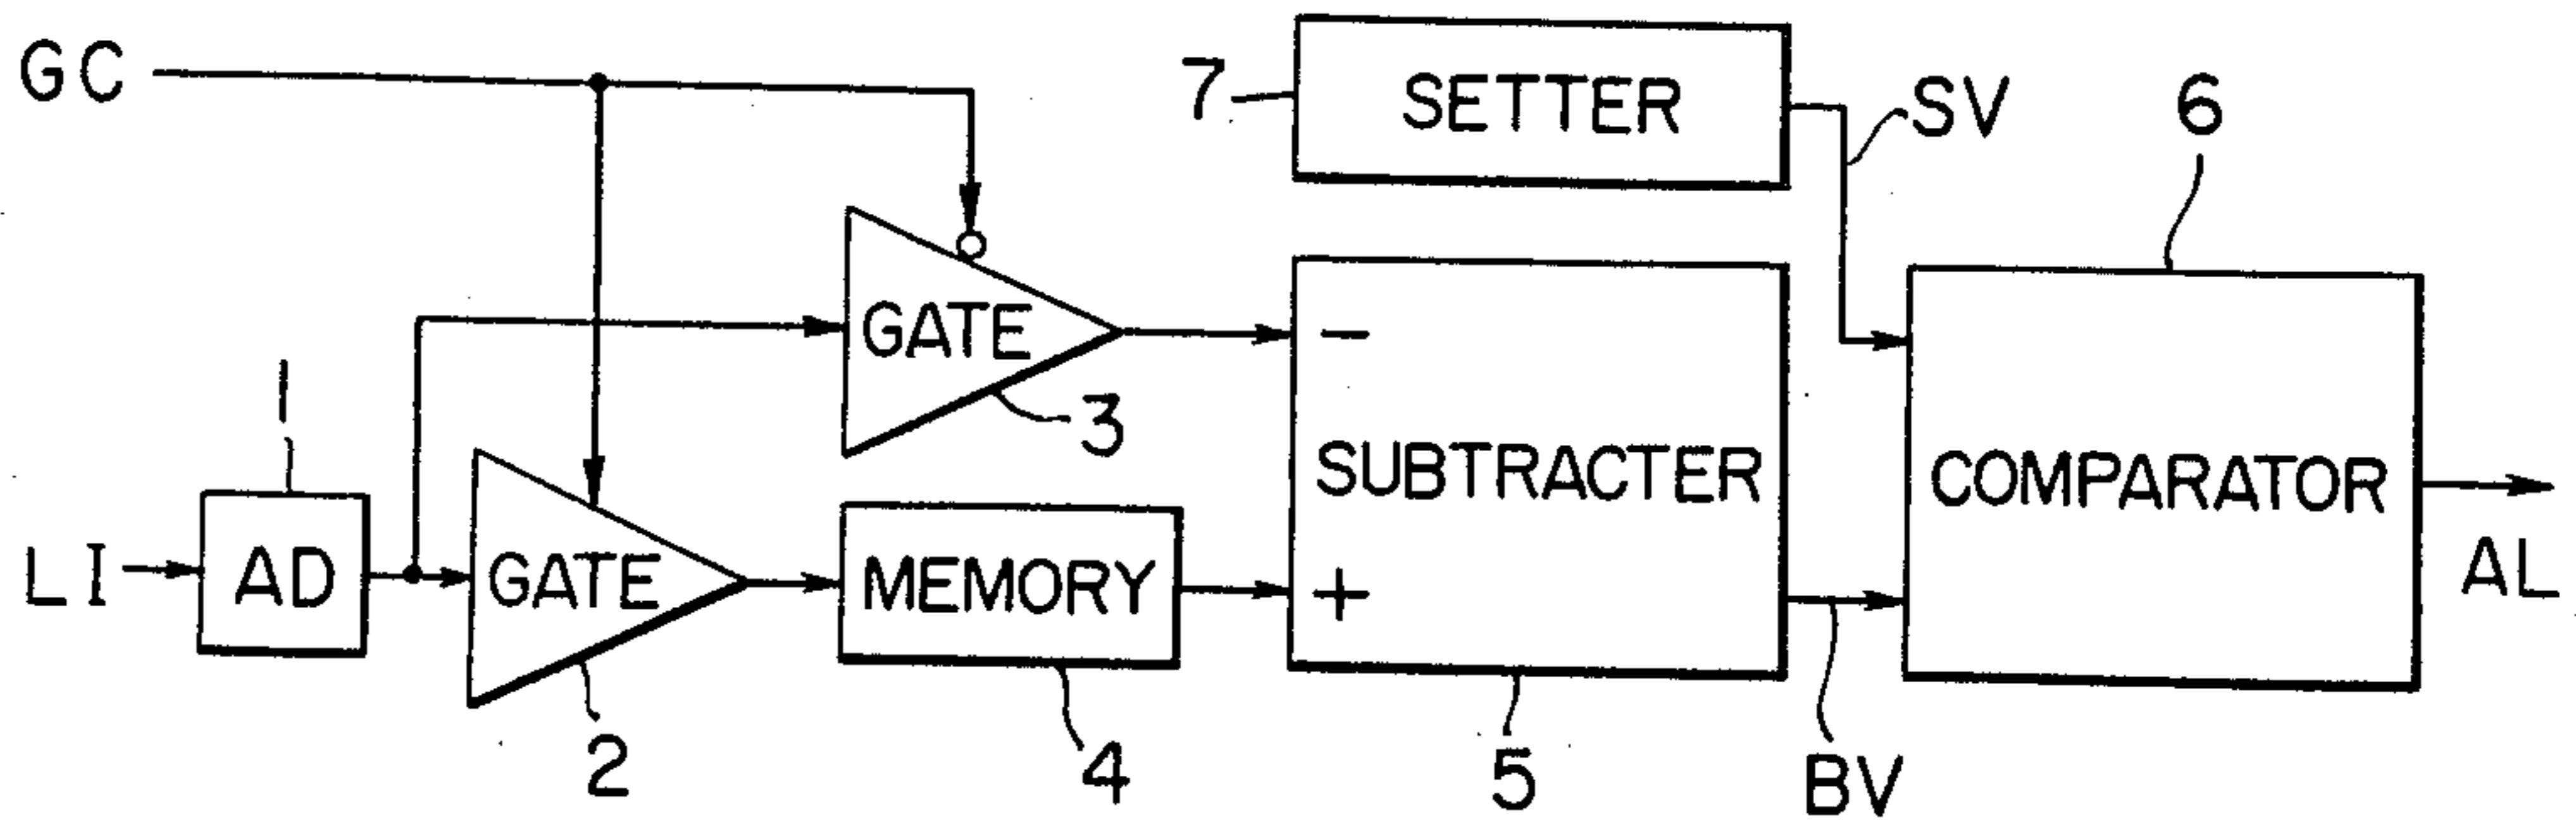 GC
7
SETTER
SV
6
GATE
3
-
1
LI
AD
GATE
2
MEMORY
4
SUBTRACTER
+
5
BV
COMPARATOR
AL